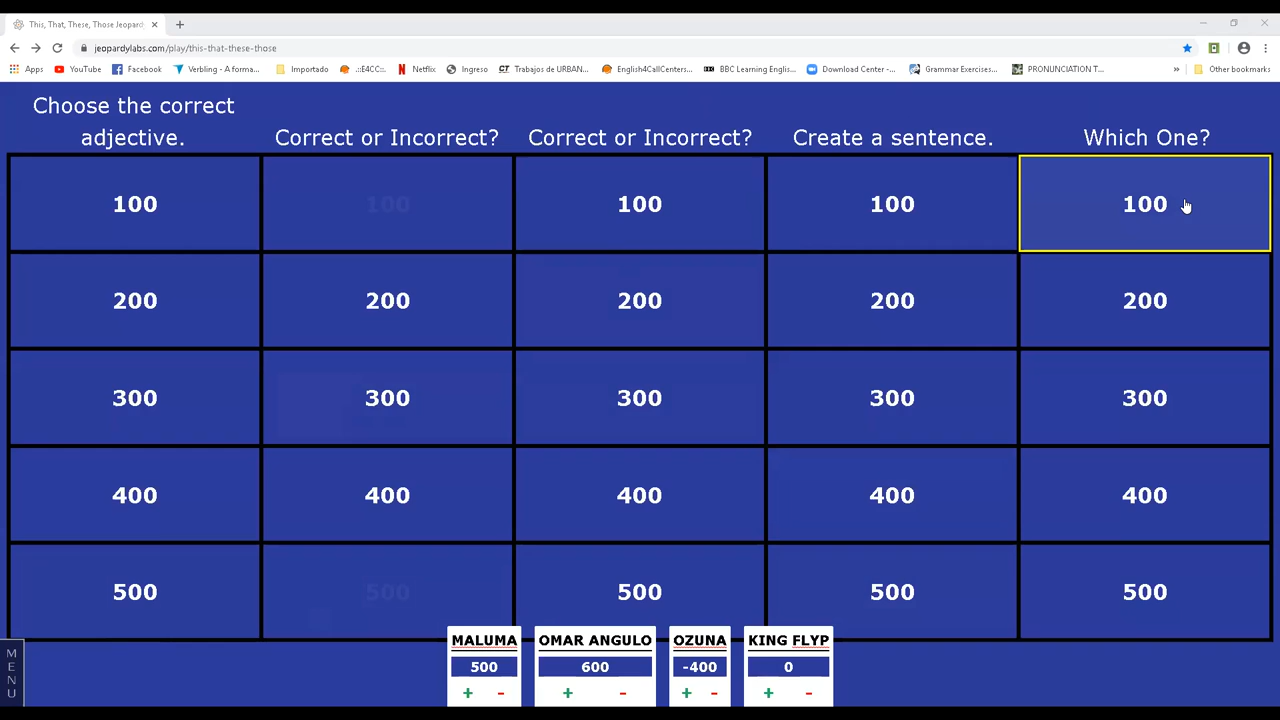 This, That, These, Those Jeopard
jeopardylabs.com/play/this-that-these-those
Apps YouTube Facebook Verbling - A forma... Importado .::E4CC::. Netflix Ingreso Trabajos de URBAN... English4CallCenters... BBC Learning Englis... Download Center -... Grammar Exercises... PRONUNCIATION T... » Other bookmarks
Choose the correct
adjective. Correct or Incorrect? Correct or Incorrect? Create a sentence. Which One?
100 100 100 100 100
200 200 200 200 200
300 300 300 300 300
400 400 400 400 400
500 500 500 500 500
MALUMA OMAR ANGULO OZUNA KING FLYP
500 600 -400 0
+ - + - + - + -
MENU